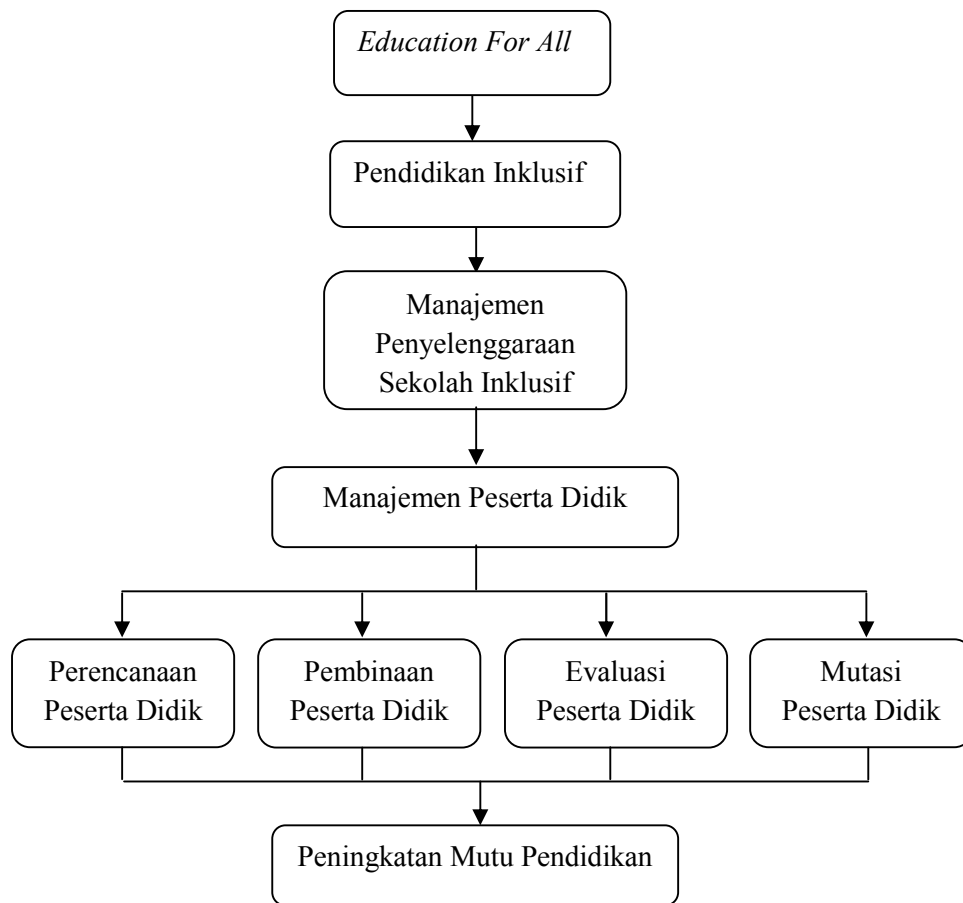 Education For All
Pendidikan Inklusif
Manajemen
Penyelenggaraan
Sekolah Inklusif
Manajemen Peserta Didik
Perencanaan
Peserta Didik
Pembinaan
Peserta Didik
Evaluasi
Peserta Didik
Mutasi
Peserta Didik
Peningkatan Mutu Pendidikan